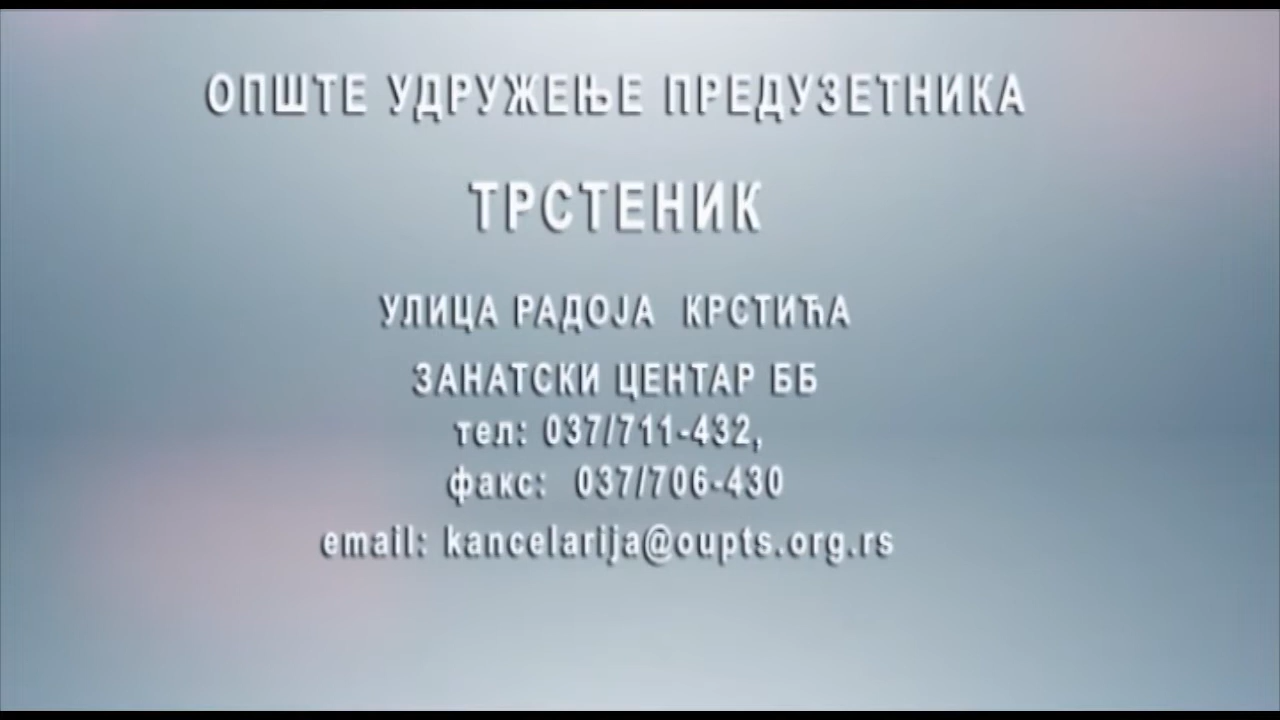 ОПШТЕ УДРУЖЕЊЕ ПРЕДУЗЕТНИКА
ТРСТЕНИК
УЛИЦА РАДОЈА КРСТИЋА
ЗАНАТСКИ ЦЕНТАР ББ
тел: 037/711-432,
факс: 037/706-430
email: kancelarija@oupts.org.rs